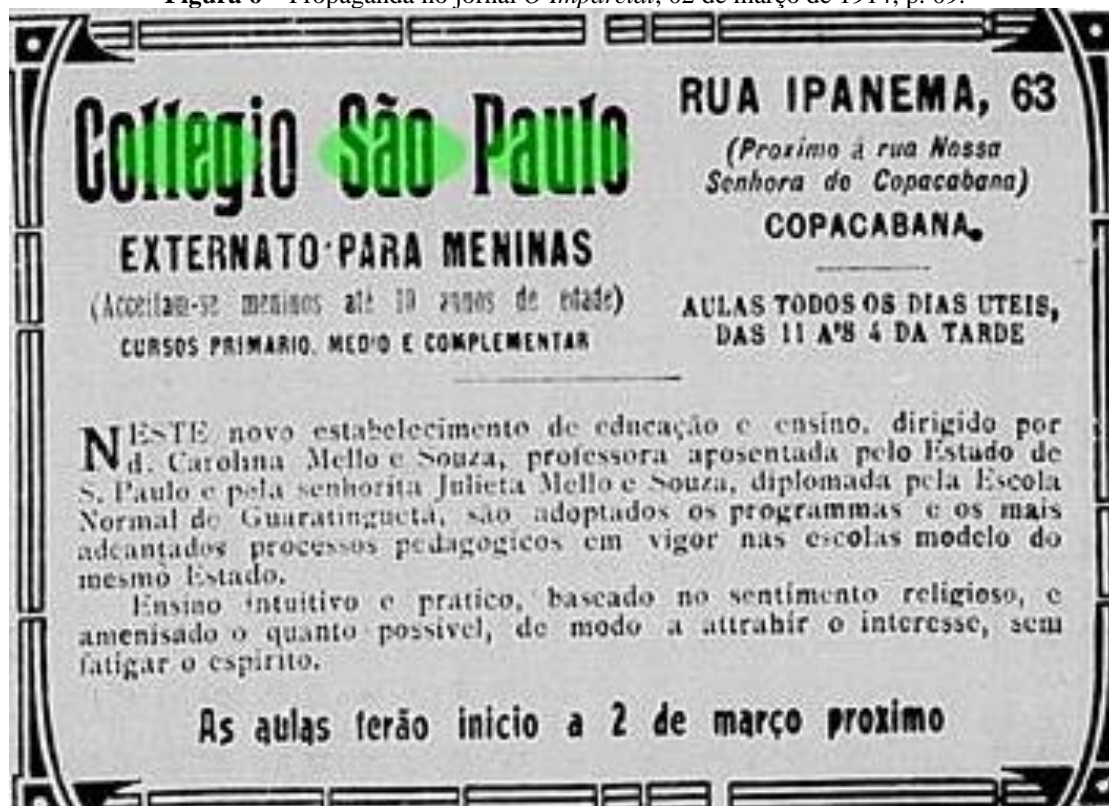 Figura 6 – Propaganda no jornal O Imparcial, 02 de março de 1914, p. 09.
Collegio São Paulo
EXTERNATO PARA MENINAS
(Acceitam-se meninos até 10 annos de edade)
CURSOS PRIMARIO, MEDIO E COMPLEMENTAR
RUA IPANEMA, 63
(Proximo á rua Nossa
Senhora de Copacabana)
COPACABANA.
AULAS TODOS OS DIAS UTEIS,
DAS 11 A'S 4 DA TARDE
NESTE novo estabelecimento de educação e ensino, dirigido por
d. Carolina Mello e Souza, professora aposentada pelo Estado de
S. Paulo e pela senhorita Julieta Mello e Souza, diplomada pela Escola
Normal de Guaratinguetá, são adoptados os programmas e os mais
adeantados processos pedagogicos em vigor nas escolas modelo do
mesmo Estado.
Ensino intuitivo e pratico, baseado no sentimento religioso, e
amenisado o quanto possivel, de modo a attrahir o interesse, sem
fatigar o espirito.
As aulas terão inicio a 2 de março proximo